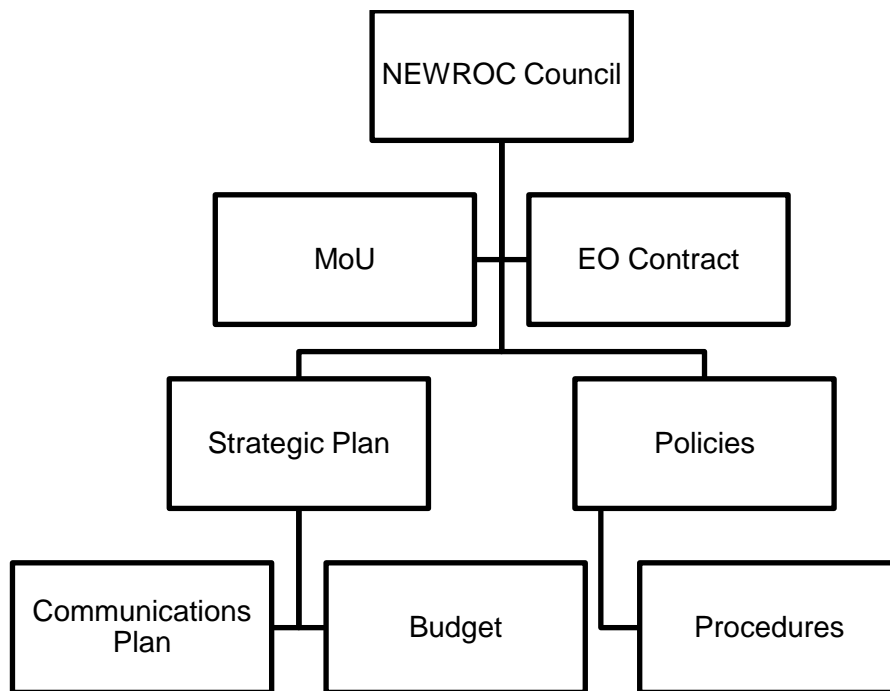 NEWROC Council
MoU
EO Contract
Strategic Plan
Policies
Communications
Plan
Budget
Procedures